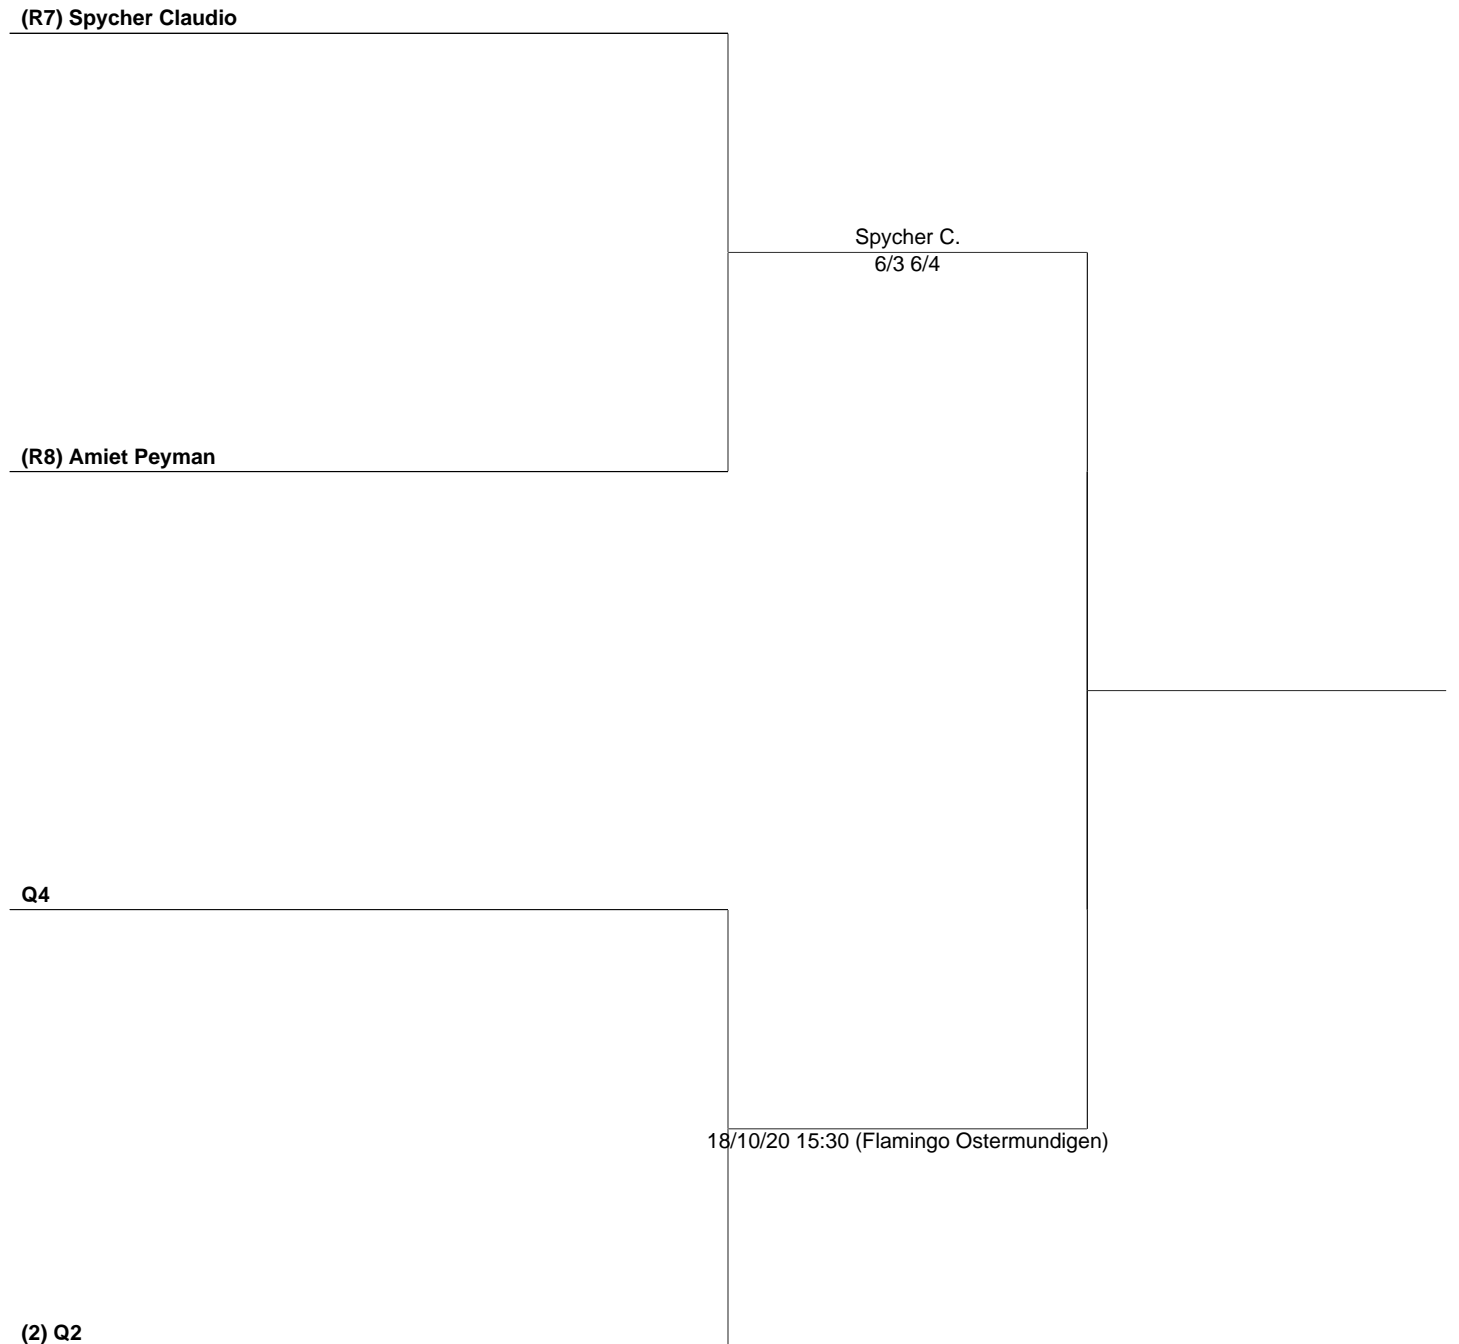 (R7) Spycher Claudio
Spycher C.
6/3 6/4
(R8) Amiet Peyman
Q4
18/10/20 15:30 (Flamingo Ostermundigen)
(2) Q2